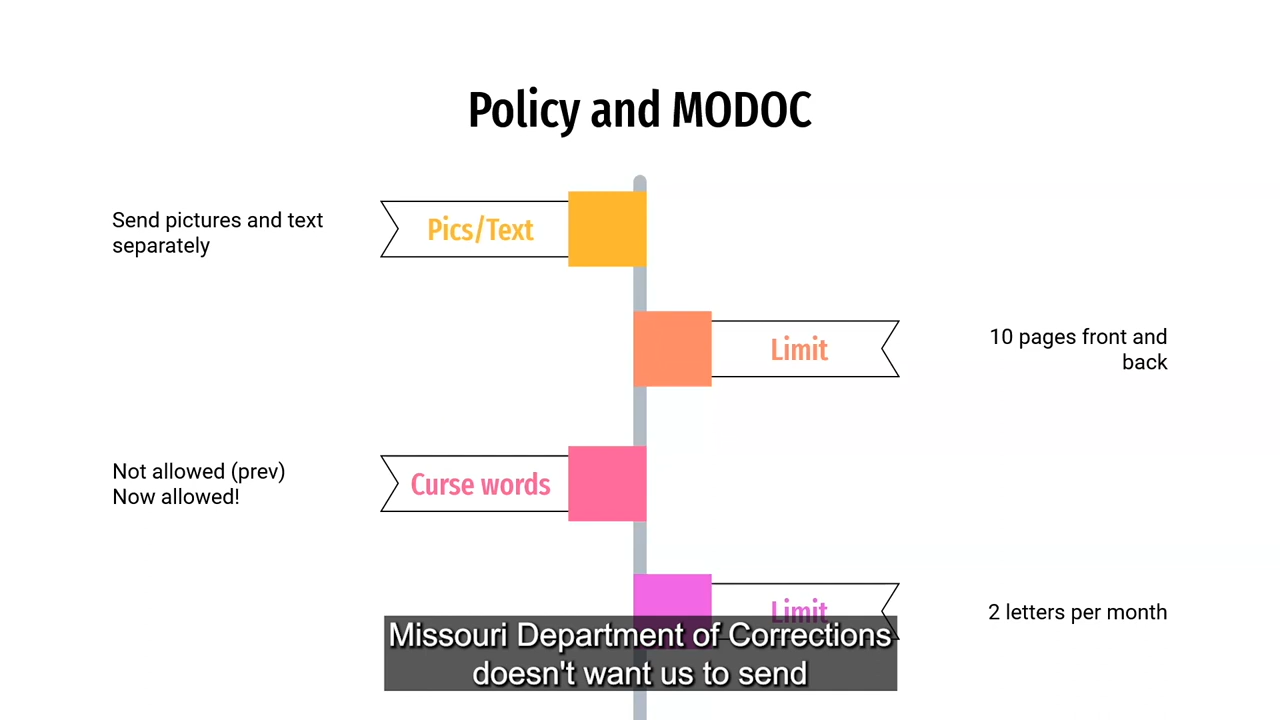 Policy and MODOC
Send pictures and text
separately
Pics/Text
Limit
10 pages front and
back
Not allowed (prev)
Now allowed!
Curse words
Limit
2 letters per month
Missouri Department of Corrections
doesn't want us to send